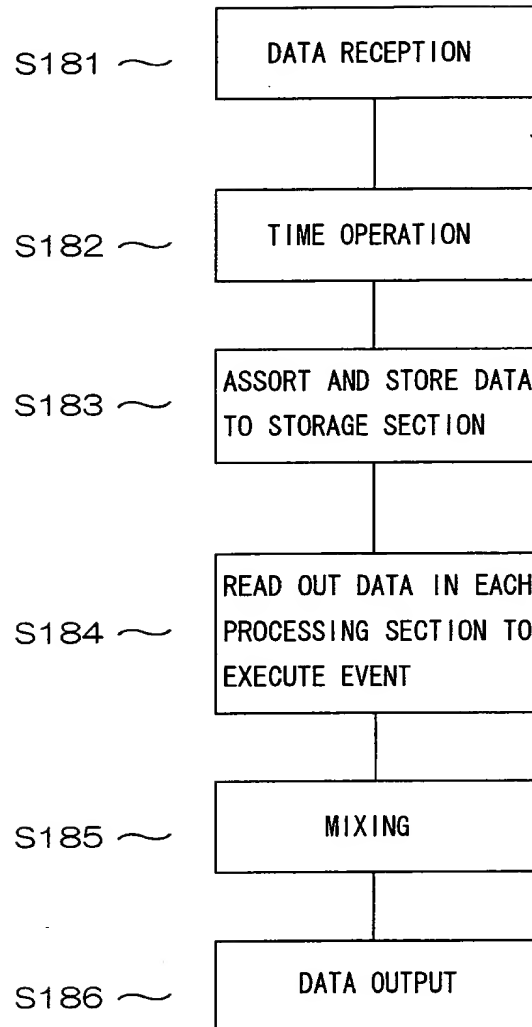 S181 ~ DATA RECEPTION
S182 ~ TIME OPERATION
S183 ~ ASSORT AND STORE DATA
TO STORAGE SECTION
S184 ~ READ OUT DATA IN EACH
PROCESSING SECTION TO
EXECUTE EVENT
S185 ~ MIXING
S186 ~ DATA OUTPUT